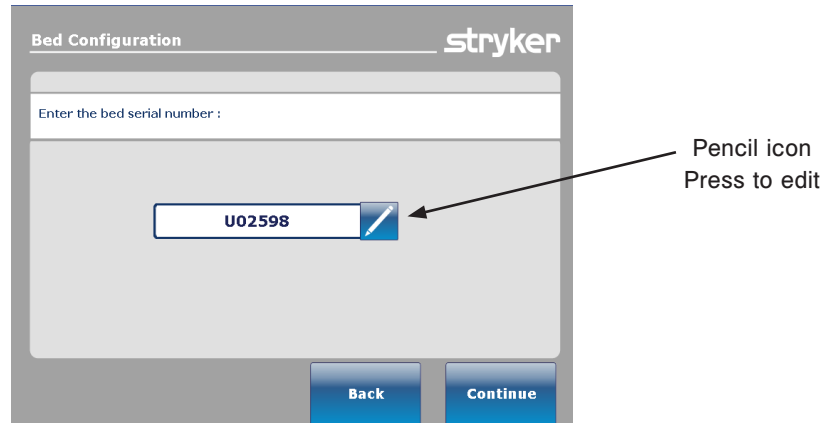 Bed Configuration
stryker
Enter the bed serial number :
Pencil icon
Press to edit
U02598
Back
Continue